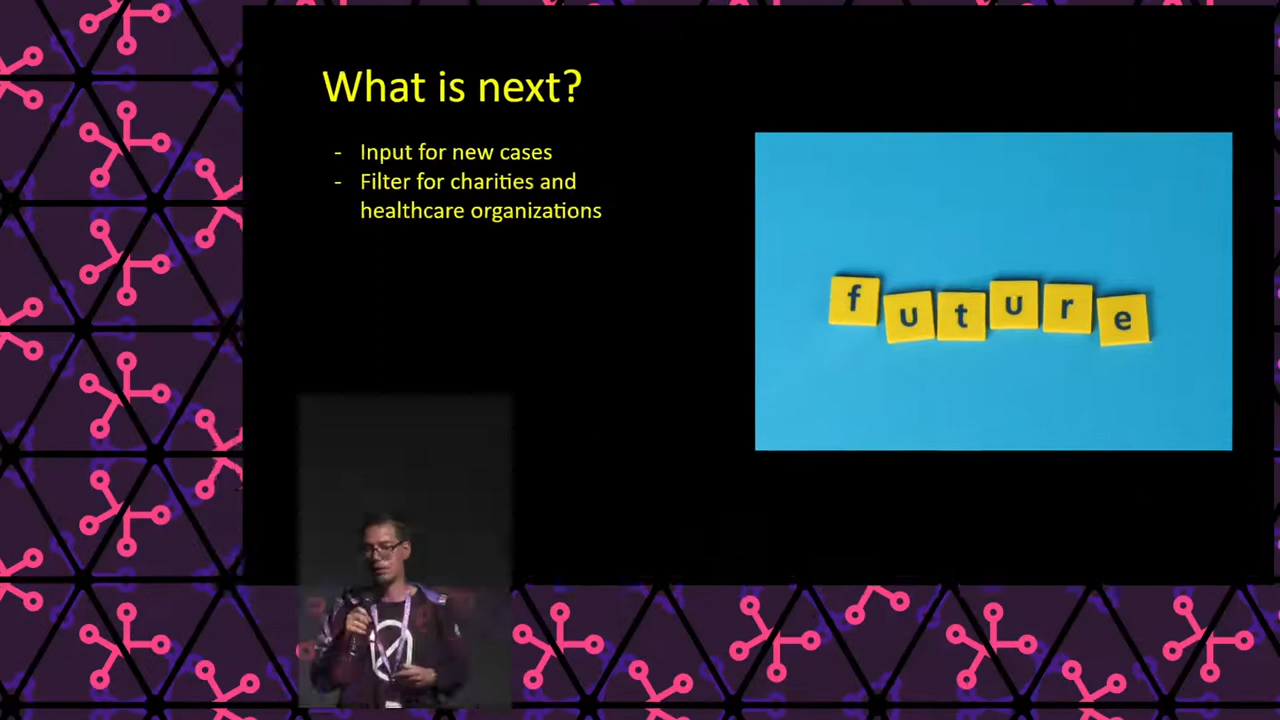 What is next?
- Input for new cases
- Filter for charities and
healthcare organizations
future